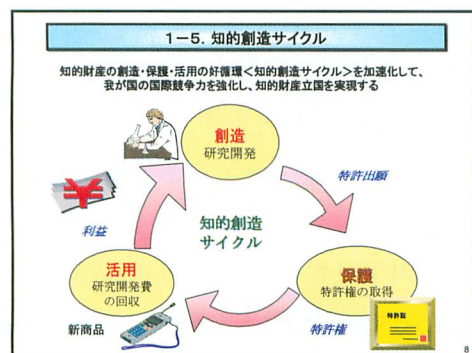 1-5. 知的創造サイクル
知的財産の創造・保護・活用の好循環<知的創造サイクル>を加速化して、
我が国の国際競争力を強化し、知的財産立国を実現する
創造
研究開発
特許出願
利益
知的創造
サイクル
活用
研究開発費
の回収
保護
特許権の取得
新商品
特許権
特許証
8